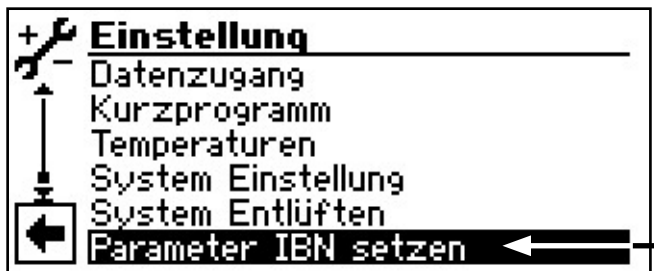 Einstellung
Datenzugang
Kurzprogramm
Temperaturen
System Einstellung
System Entlüften
Parameter IBN setzen